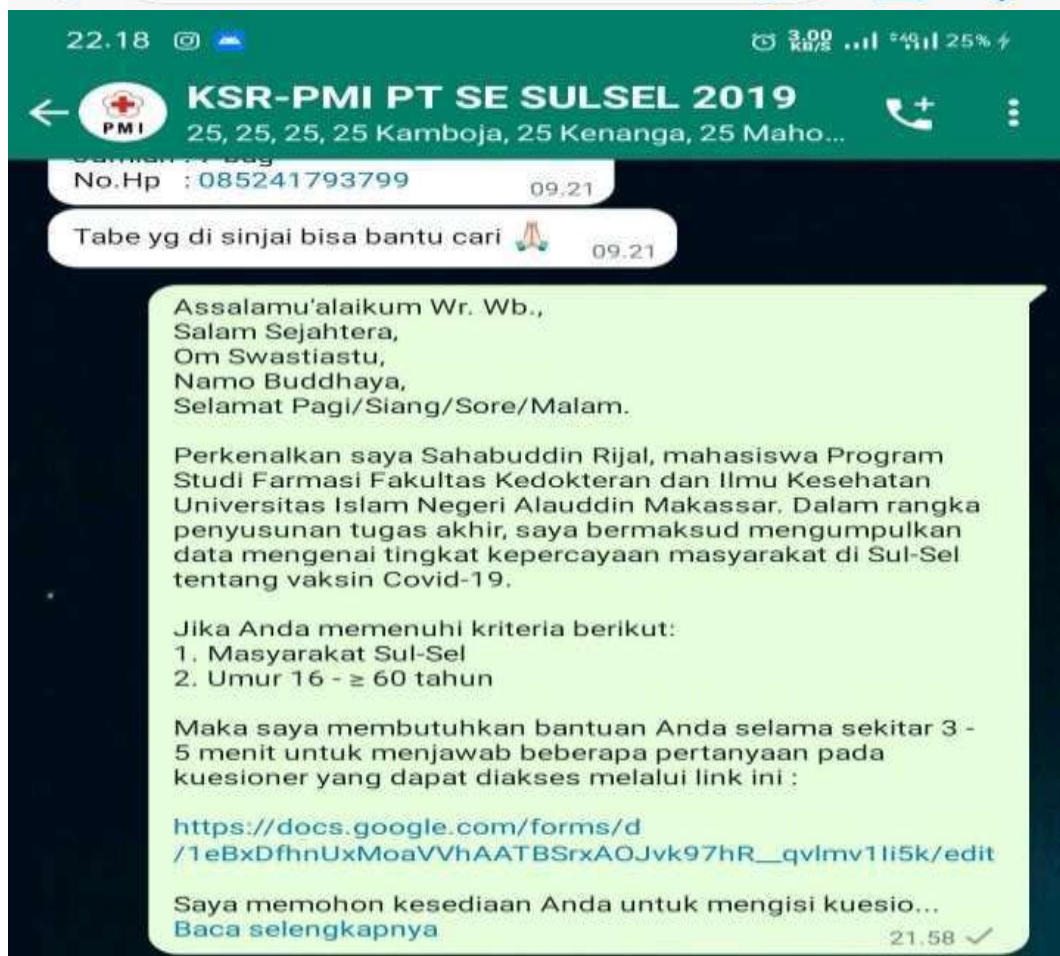 22.18
3.00 KB/S 4G 25%
KSR-PMI PT SE SULSEL 2019
PMI
25, 25, 25, 25 Kamboja, 25 Kenanga, 25 Maho...
No.Hp : 085241793799 09.21
Tabe yg di sinjai bisa bantu cari 🙏🏻 09.21
Assalamu'alaikum Wr. Wb.,
Salam Sejahtera,
Om Swastiastu,
Namo Buddhaya,
Selamat Pagi/Siang/Sore/Malam.
Perkenalkan saya Sahabuddin Rijal, mahasiswa Program
Studi Farmasi Fakultas Kedokteran dan Ilmu Kesehatan
Universitas Islam Negeri Alauddin Makassar. Dalam rangka
penyusunan tugas akhir, saya bermaksud mengumpulkan
data mengenai tingkat kepercayaan masyarakat di Sul-Sel
tentang vaksin Covid-19.
Jika Anda memenuhi kriteria berikut:
1. Masyarakat Sul-Sel
2. Umur 16 - ≥ 60 tahun
Maka saya membutuhkan bantuan Anda selama sekitar 3 -
5 menit untuk menjawab beberapa pertanyaan pada
kuesioner yang dapat diakses melalui link ini :
https://docs.google.com/forms/d
/1eBxDfhnUxMoaVVhAATBSrxAOJvk97hR__qvlmv1Ii5k/edit
Saya memohon kesediaan Anda untuk mengisi kuesio...
Baca selengkapnya 21.58